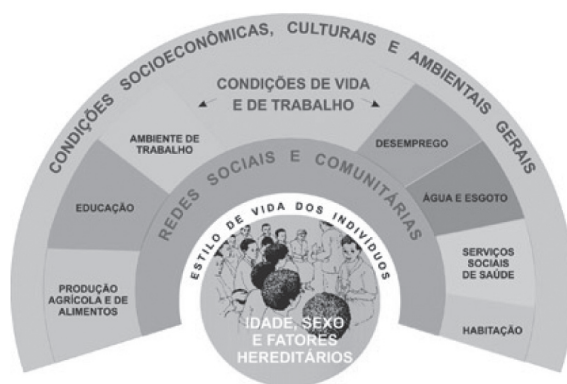 CONDIÇÕES SOCIOECONÔMICAS, CULTURAIS E AMBIENTAIS GERAIS
CONDIÇÕES DE VIDA
E DE TRABALHO
AMBIENTE DE
TRABALHO
DESEMPREGO
REDES SOCIAIS E COMUNITÁRIAS
EDUCAÇÃO
ÁGUA E ESGOTO
ESTILO DE VIDA DOS INDIVÍDUOS
PRODUÇÃO
AGRÍCOLA E DE
ALIMENTOS
SERVIÇOS
SOCIAIS
DE SAÚDE
HABITAÇÃO
IDADE, SEXO
E FATORES
HEREDITÁRIOS